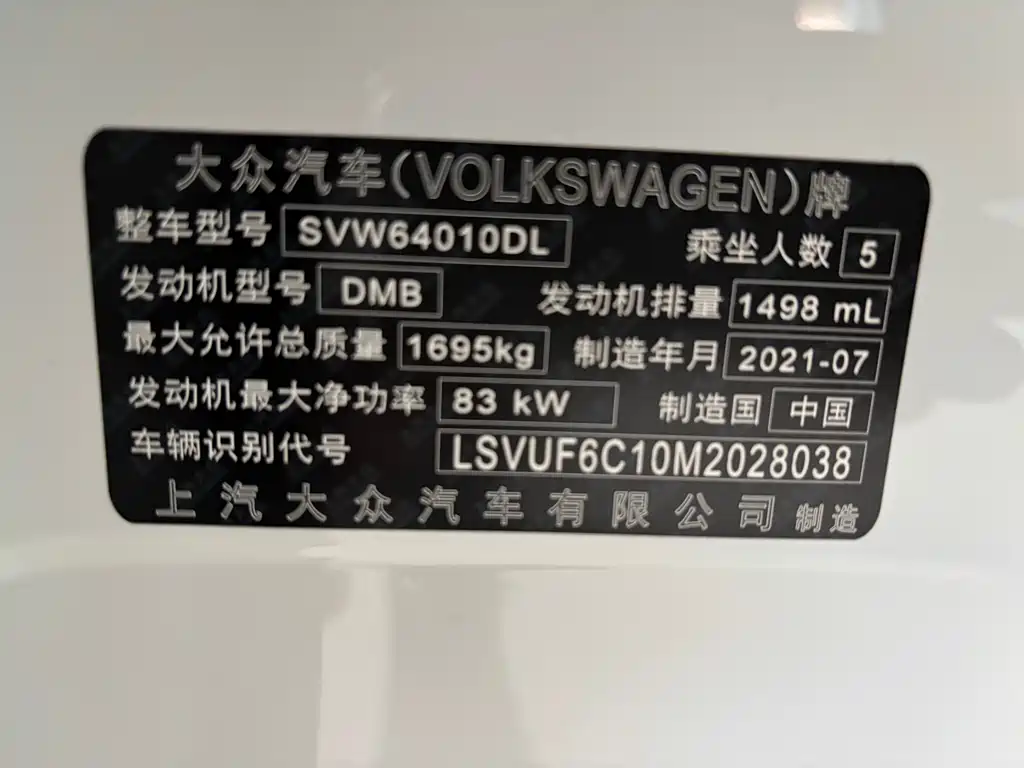 大众汽车(VOLKSWAGEN)牌
整车型号 SVW64010DL 乘坐人数 5
发动机型号 DMB 发动机排量 1498 mL
最大允许总质量 1695kg 制造年月 2021-07
发动机最大净功率 83 kW 制造国 中国
车辆识别代号 LSVUF6C10M2028038
上汽大众汽车有限公司 制造